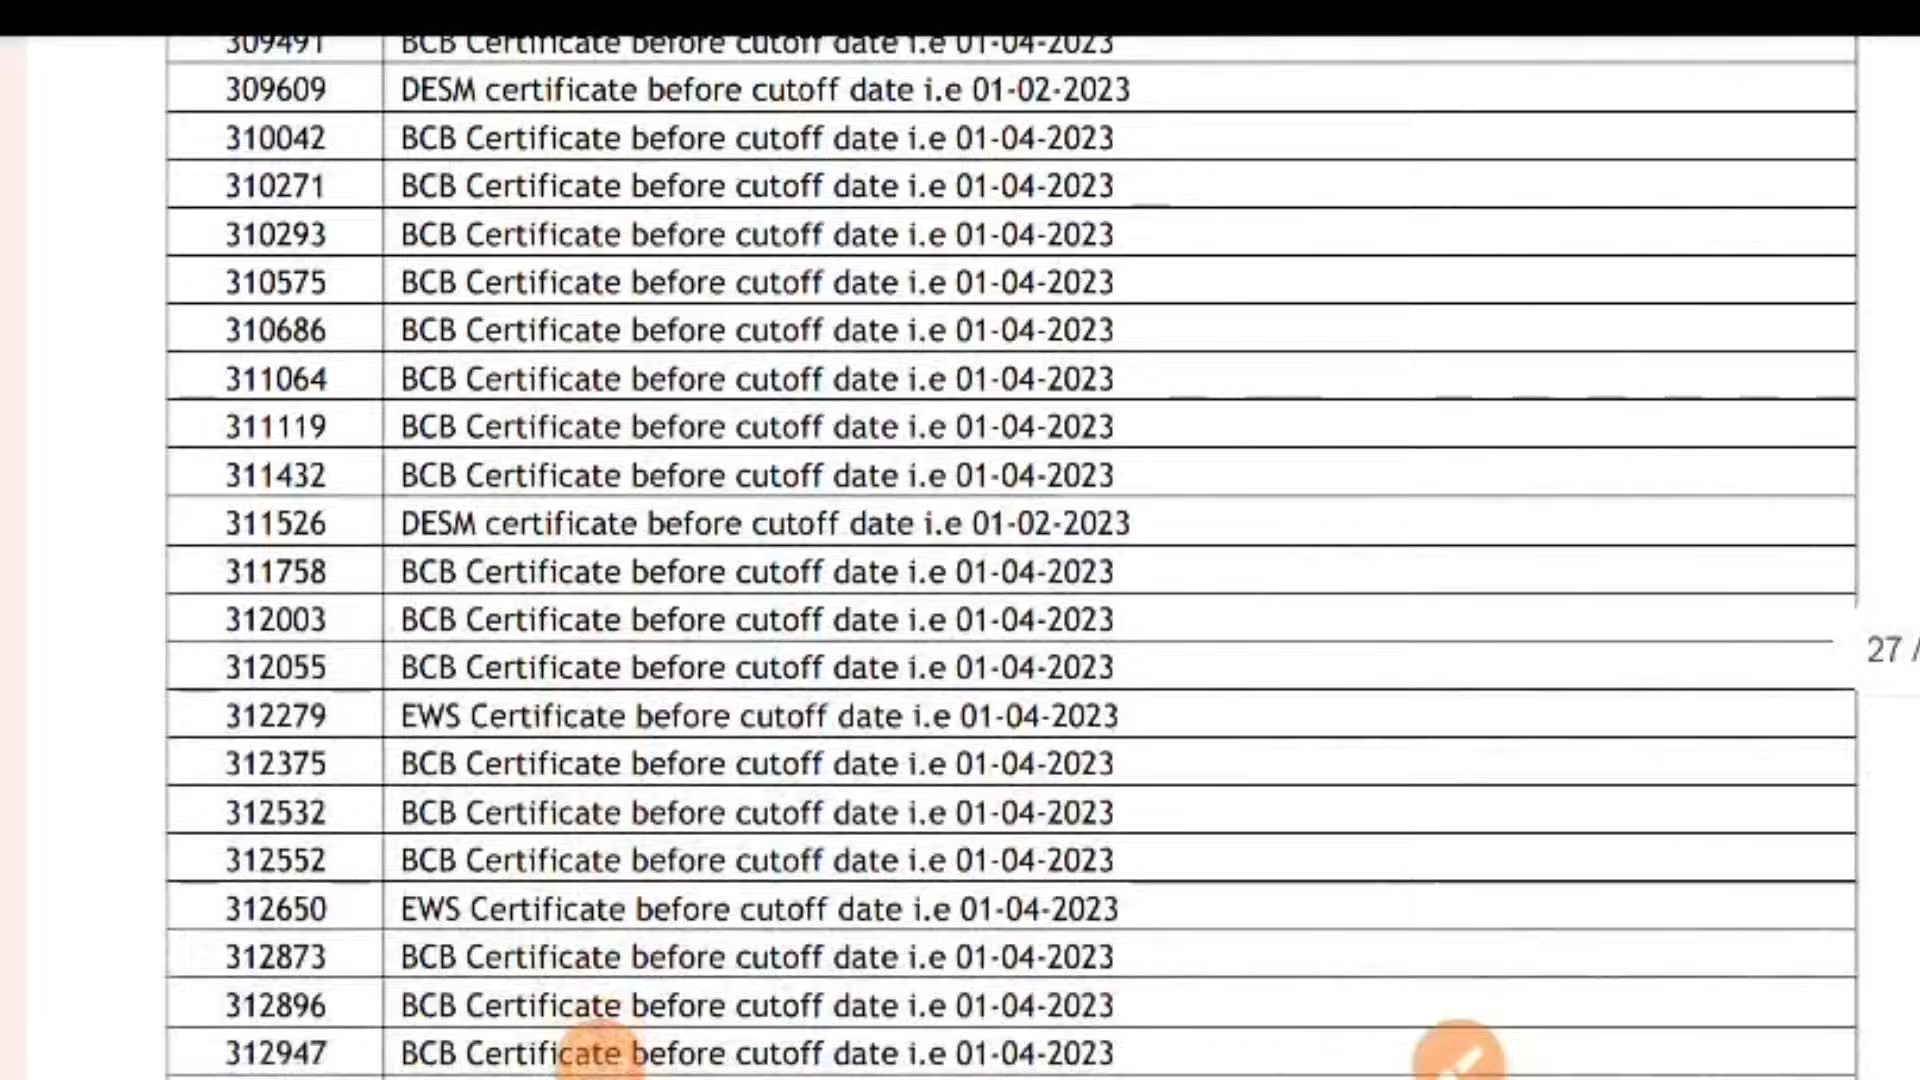 309491 BCB Certificate before cutoff date i.e 01-04-2023
309609 DESM certificate before cutoff date i.e 01-02-2023
310042 BCB Certificate before cutoff date i.e 01-04-2023
310271 BCB Certificate before cutoff date i.e 01-04-2023
310293 BCB Certificate before cutoff date i.e 01-04-2023
310575 BCB Certificate before cutoff date i.e 01-04-2023
310686 BCB Certificate before cutoff date i.e 01-04-2023
311064 BCB Certificate before cutoff date i.e 01-04-2023
311119 BCB Certificate before cutoff date i.e 01-04-2023
311432 BCB Certificate before cutoff date i.e 01-04-2023
311526 DESM certificate before cutoff date i.e 01-02-2023
311758 BCB Certificate before cutoff date i.e 01-04-2023
312003 BCB Certificate before cutoff date i.e 01-04-2023
27 /
312055 BCB Certificate before cutoff date i.e 01-04-2023
312279 EWS Certificate before cutoff date i.e 01-04-2023
312375 BCB Certificate before cutoff date i.e 01-04-2023
312532 BCB Certificate before cutoff date i.e 01-04-2023
312552 BCB Certificate before cutoff date i.e 01-04-2023
312650 EWS Certificate before cutoff date i.e 01-04-2023
312873 BCB Certificate before cutoff date i.e 01-04-2023
312896 BCB Certificate before cutoff date i.e 01-04-2023
312947 BCB Certificate before cutoff date i.e 01-04-2023